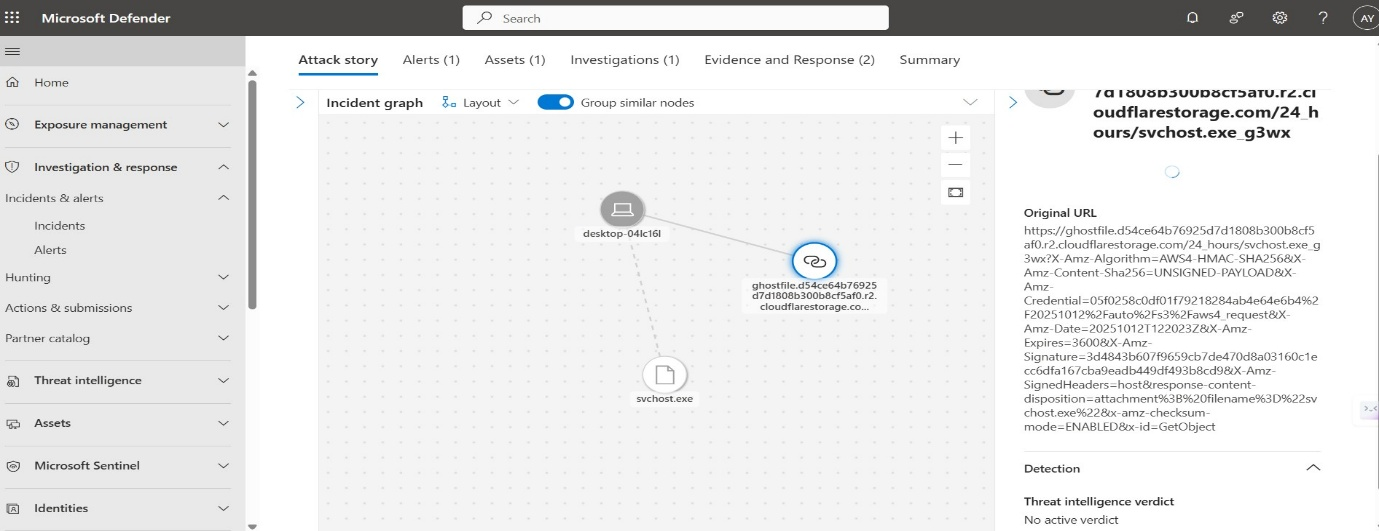 Microsoft Defender
Search
AY
Home
Exposure management
Investigation & response
Incidents & alerts
Incidents
Alerts
Hunting
Actions & submissions
Partner catalog
Threat intelligence
Assets
Microsoft Sentinel
Identities
Attack story
Alerts (1)
Assets (1)
Investigations (1)
Evidence and Response (2)
Summary
Incident graph
Layout
Group similar nodes
desktop-04lc16l
ghostfile.d54ce64b76925
d7d1808b300b8cf5af0.r2.
cloudflarestorage.co...
svchost.exe
7d1808b300b8cf5af0.r2.cl
oudflarestorage.com/24_h
ours/svchost.exe_g3wx
Original URL
https://ghostfile.d54ce64b76925d7d1808b300b8cf5
af0.r2.cloudflarestorage.com/24_hours/svchost.exe_g
3wx?X-Amz-Algorithm=AWS4-HMAC-SHA256&X-
Amz-Content-Sha256=UNSIGNED-PAYLOAD&X-
Amz-
Credential=05f0258c0df01f79218284ab4e64e6b4%2
F20251012%2Fauto%2Fs3%2Faws4_request&X-
Amz-Date=20251012T122023Z&X-Amz-
Expires=3600&X-Amz-
Signature=3d4843b607f9659cb7de470d8a03160c1e
cc6dfa167cba9eadb449df493b8cd9&X-Amz-
SignedHeaders=host&response-content-
disposition=attachment%3B%20filename%3D%22sv
chost.exe%22&x-amz-checksum-
mode=ENABLED&x-id=GetObject
Detection
Threat intelligence verdict
No active verdict